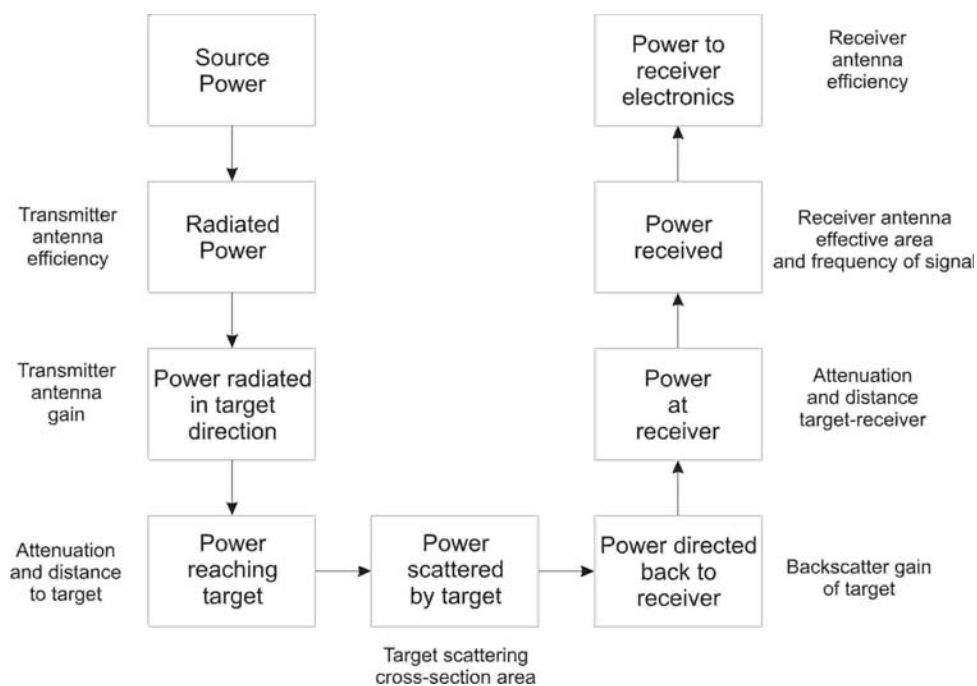 Source
Power
Transmitter
antenna
efficiency
Radiated
Power
Transmitter
antenna
gain
Power radiated
in target
direction
Attenuation
and distance
to target
Power
reaching
target
Power
scattered
by target
Target scattering
cross-section area
Power directed
back to
receiver
Backscatter gain
of target
Power
at
receiver
Attenuation
and distance
target-receiver
Power
received
Receiver antenna
effective area
and frequency of signal
Power to
receiver
electronics
Receiver
antenna
efficiency